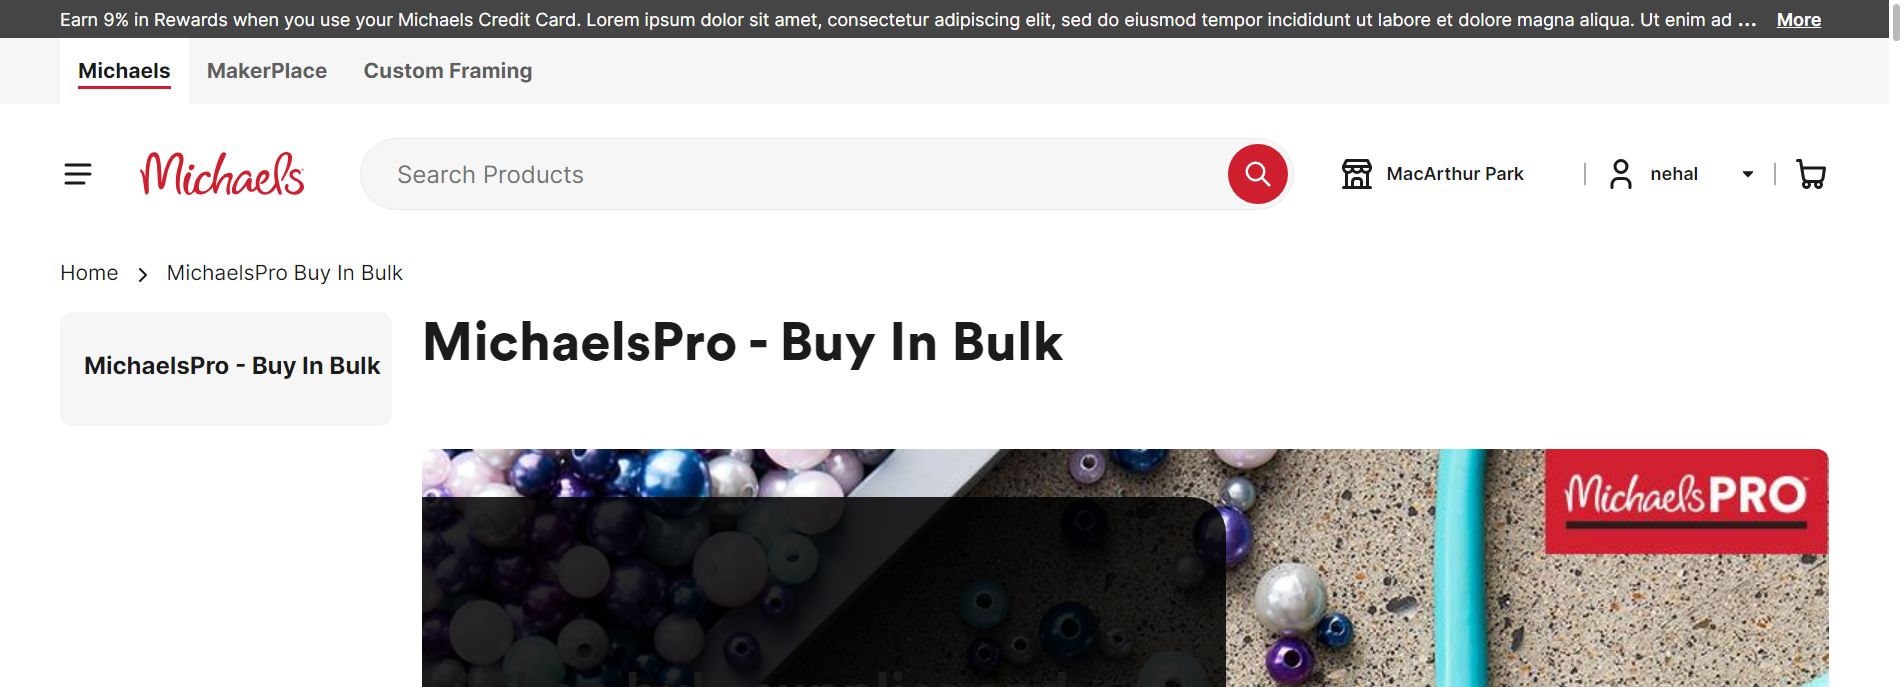 Earn 9% in Rewards when you use your Michaels Credit Card. Lorem ipsum dolor sit amet, consectetur adipiscing elit, sed do eiusmod tempor incididunt ut labore et dolore magna aliqua. Ut enim ad ... More
Michaels MakerPlace Custom Framing
Michaels Search Products MacArthur Park nehal
Home MichaelsPro Buy In Bulk
MichaelsPro - Buy In Bulk
MichaelsPro - Buy In Bulk
Michaels PRO